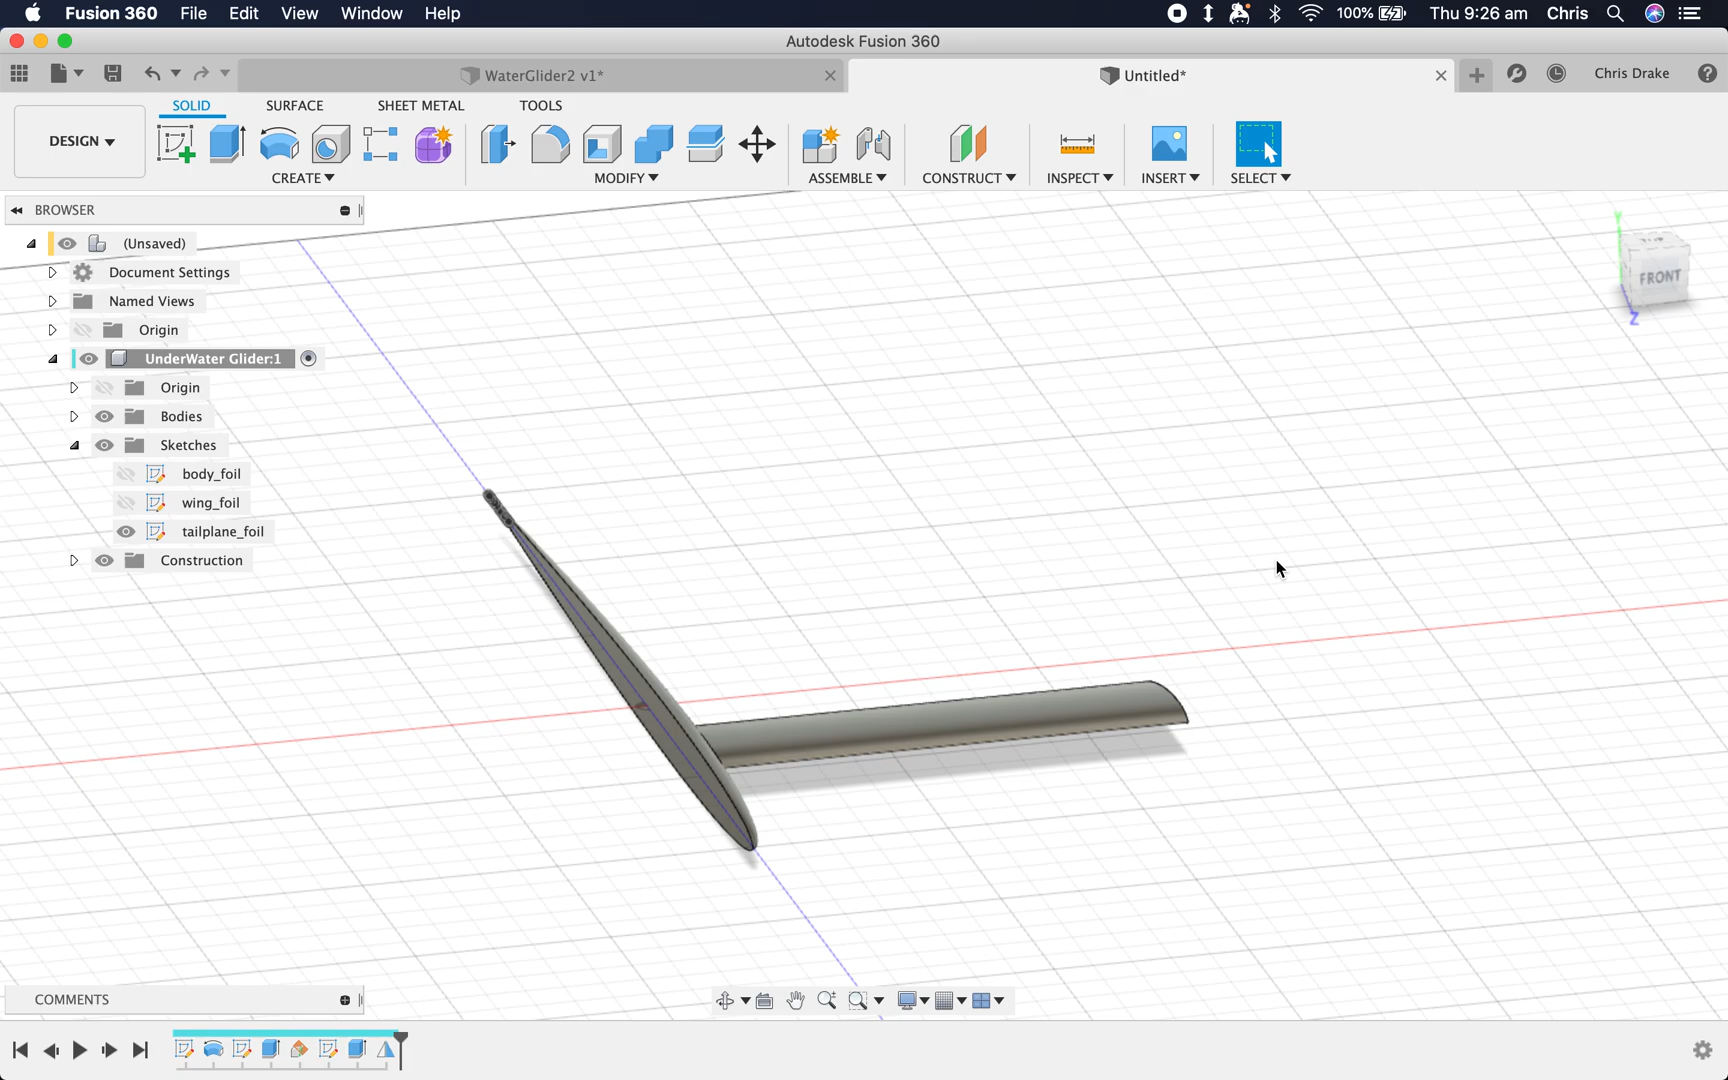 Fusion 360 File Edit View Window Help 100% Thu 9:26 am Chris
Autodesk Fusion 360
WaterGlider2 v1* Untitled* Chris Drake
SOLID SURFACE SHEET METAL TOOLS
DESIGN
CREATE MODIFY ASSEMBLE CONSTRUCT INSPECT INSERT SELECT
BROWSER
(Unsaved)
Document Settings
Named Views
Origin
UnderWater Glider:1
Origin
Bodies
Sketches
body_foil
wing_foil
tailplane_foil
Construction
Y
TOP
FRONT
Z
COMMENTS